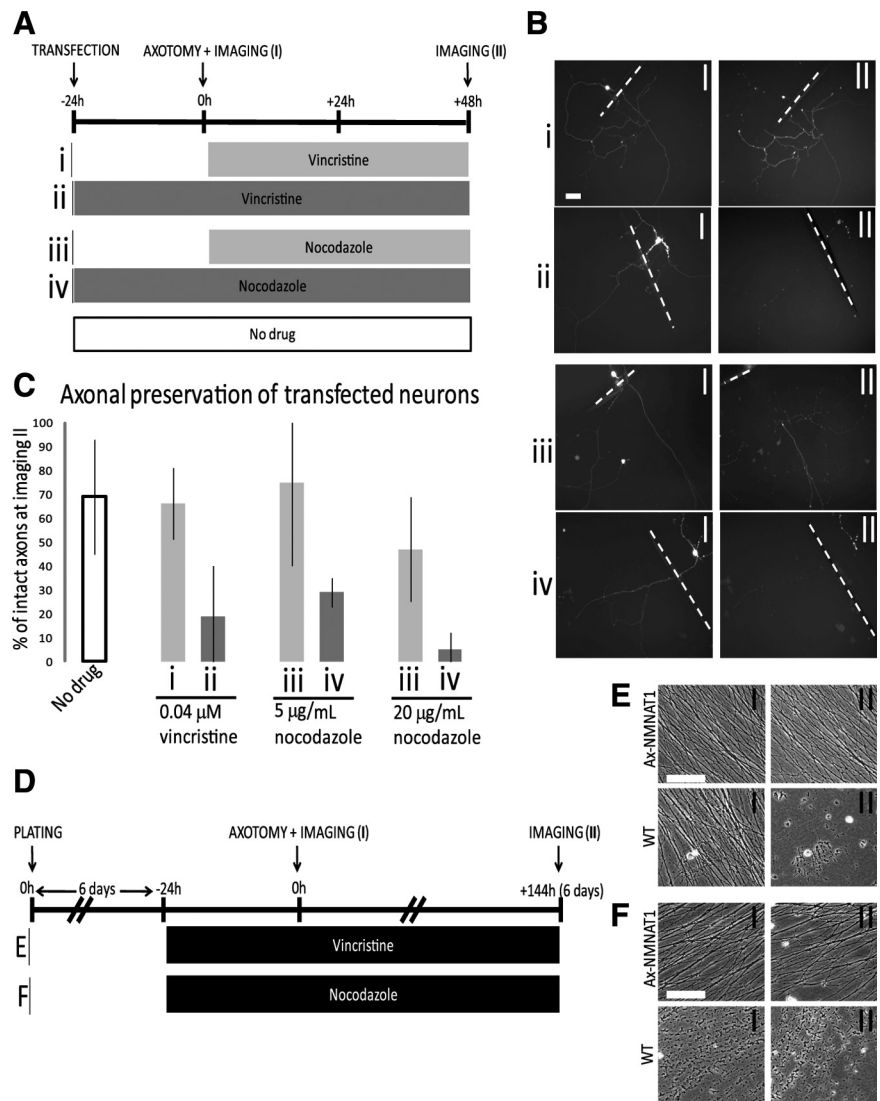 A
TRANSFECTION
AXOTOMY + IMAGING (I)
IMAGING (II)
-24h
0h
+24h
+48h
i
Vincristine
ii
Vincristine
iii
Nocodazole
iv
Nocodazole
No drug
B
i
I
II
ii
I
II
iii
I
II
iv
I
II
C
Axonal preservation of transfected neurons
% of intact axons at imaging II
100
90
80
70
60
50
40
30
20
10
0
No drug
i
ii
iii
iv
iii
iv
0.04 μM
vincristine
5 μg/mL
nocodazole
20 μg/mL
nocodazole
D
PLATING
AXOTOMY + IMAGING (I)
IMAGING (II)
0h
6 days
-24h
0h
+144h (6 days)
E
Vincristine
F
Nocodazole
E
Ax-NMNAT1
I
II
WT
I
II
F
Ax-NMNAT1
I
II
WT
I
II